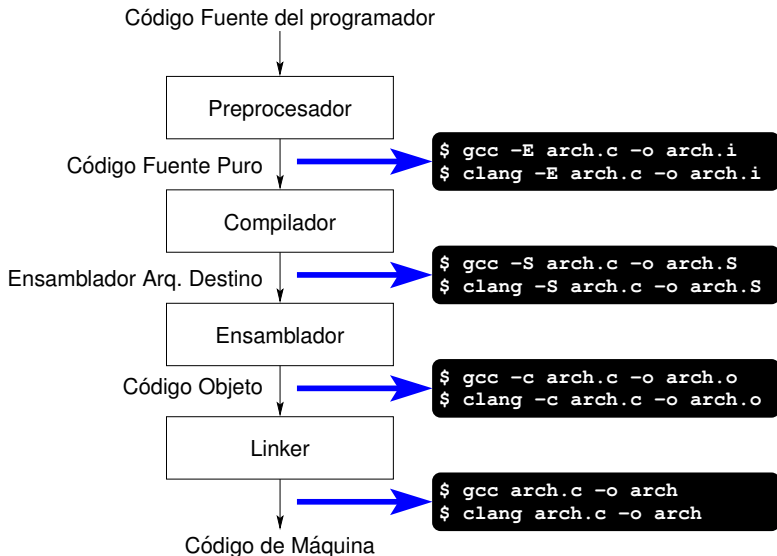 Código Fuente del programador
Preprocesador
Código Fuente Puro
$ gcc −E arch.c −o arch.i
$ clang −E arch.c −o arch.i
Compilador
Ensamblador Arq. Destino
$ gcc −S arch.c −o arch.S
$ clang −S arch.c −o arch.S
Ensamblador
Código Objeto
$ gcc −c arch.c −o arch.o
$ clang −c arch.c −o arch.o
Linker
$ gcc arch.c −o arch
$ clang arch.c −o arch
Código de Máquina